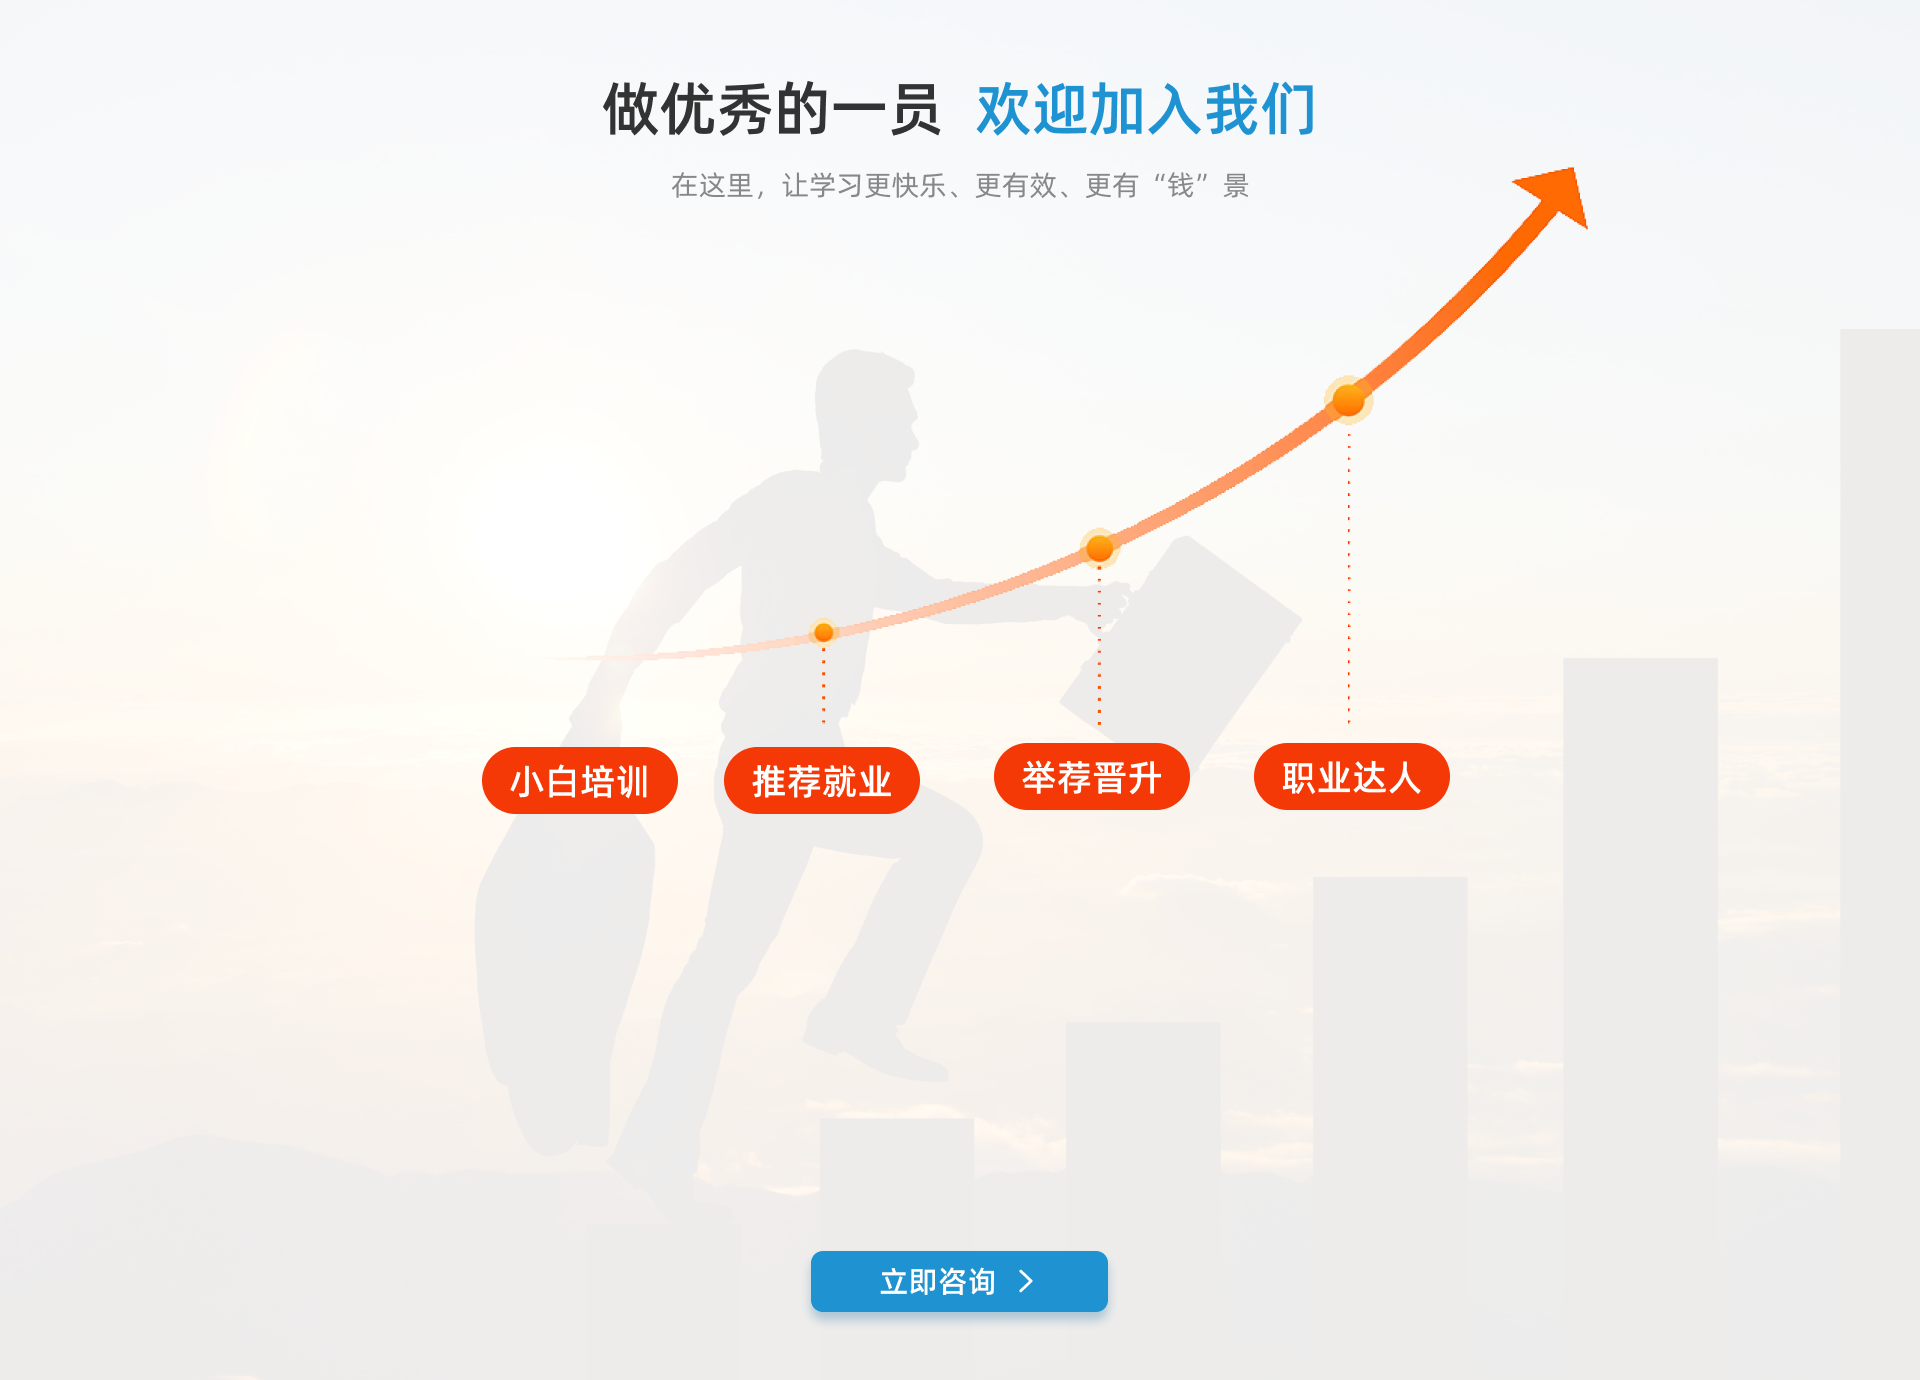 做优秀的一员 欢迎加入我们
在这里，让学习更快乐、更有效、更有“钱”景
小白培训 推荐就业 举荐晋升 职业达人
立即咨询